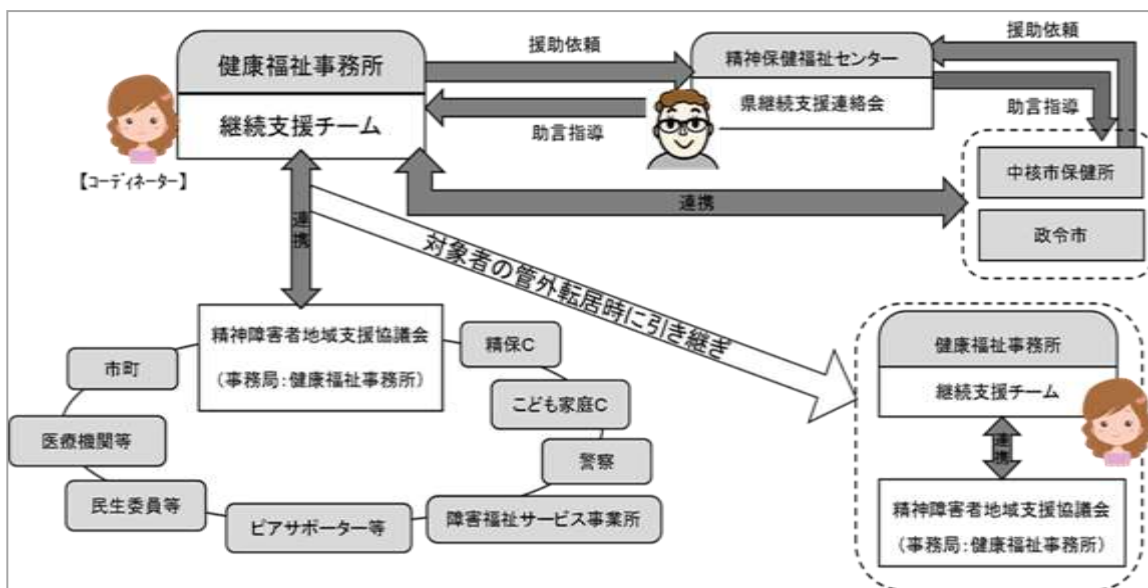 健康福祉事務所
継続支援チーム
【コーディネーター】
援助依頼
助言指導
精神保健福祉センター
県継続支援連絡会
援助依頼
助言指導
中核市保健所
政令市
連携
連携
対象者の管外転居時に引き継ぎ
精神障害者地域支援協議会
（事務局：健康福祉事務所）
市町
医療機関等
民生委員等
ピアサポーター等
障害福祉サービス事業所
警察
こども家庭C
精保C
健康福祉事務所
継続支援チーム
連携
精神障害者地域支援協議会
（事務局：健康福祉事務所）